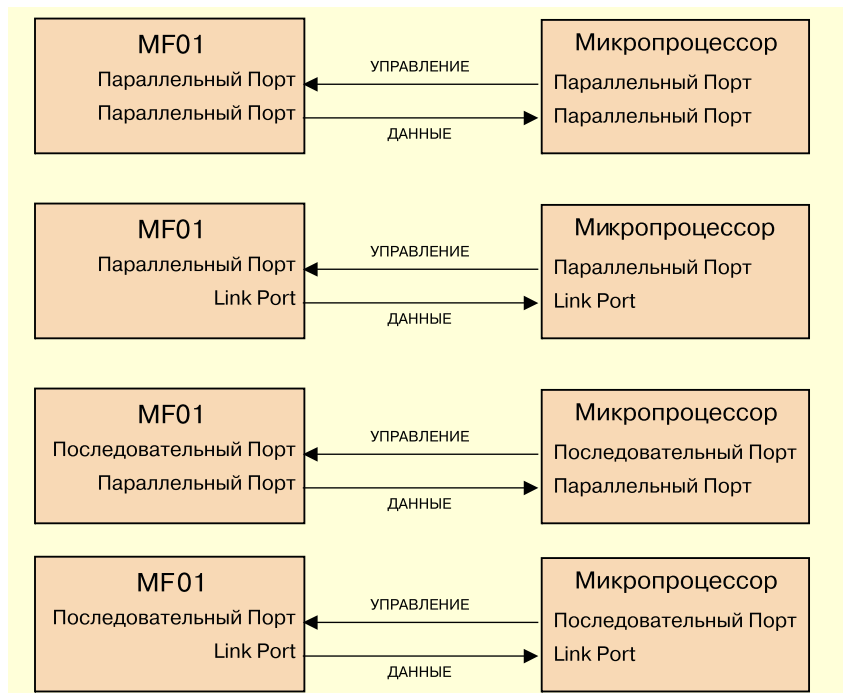 MF01
Параллельный Порт
Параллельный Порт
УПРАВЛЕНИЕ
ДАННЫЕ
Микропроцессор
Параллельный Порт
Параллельный Порт
MF01
Параллельный Порт
Link Port
УПРАВЛЕНИЕ
ДАННЫЕ
Микропроцессор
Параллельный Порт
Link Port
MF01
Последовательный Порт
Параллельный Порт
УПРАВЛЕНИЕ
ДАННЫЕ
Микропроцессор
Последовательный Порт
Параллельный Порт
MF01
Последовательный Порт
Link Port
УПРАВЛЕНИЕ
ДАННЫЕ
Микропроцессор
Последовательный Порт
Link Port